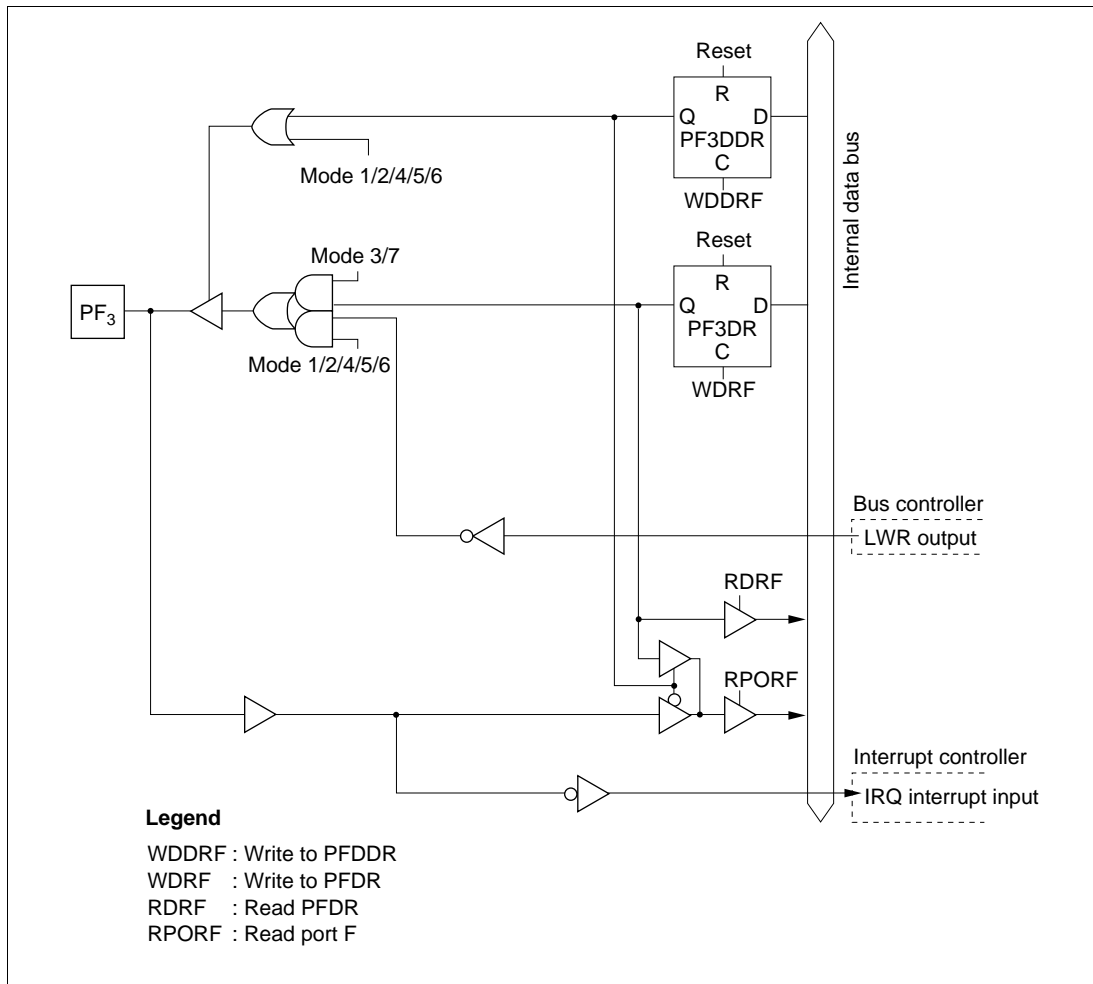 Reset
R
Q D
PF3DDR
C
WDDRF
Mode 1/2/4/5/6
Internal data bus
Reset
R
Q D
PF3DR
C
WDRF
Mode 3/7
PF₃
Mode 1/2/4/5/6
Bus controller
LWR output
RDRF
RPORF
Interrupt controller
IRQ interrupt input
Legend
WDDRF : Write to PFDDR
WDRF : Write to PFDR
RDRF : Read PFDR
RPORF : Read port F